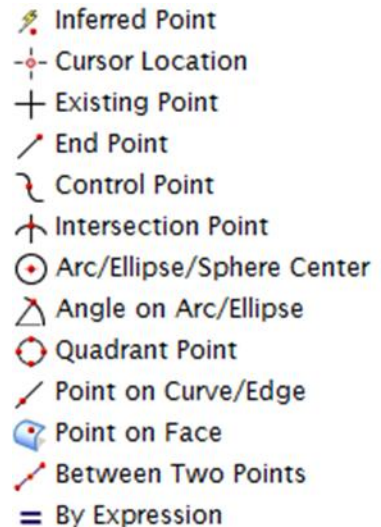 Inferred Point
Cursor Location
Existing Point
End Point
Control Point
Intersection Point
Arc/Ellipse/Sphere Center
Angle on Arc/Ellipse
Quadrant Point
Point on Curve/Edge
Point on Face
Between Two Points
By Expression